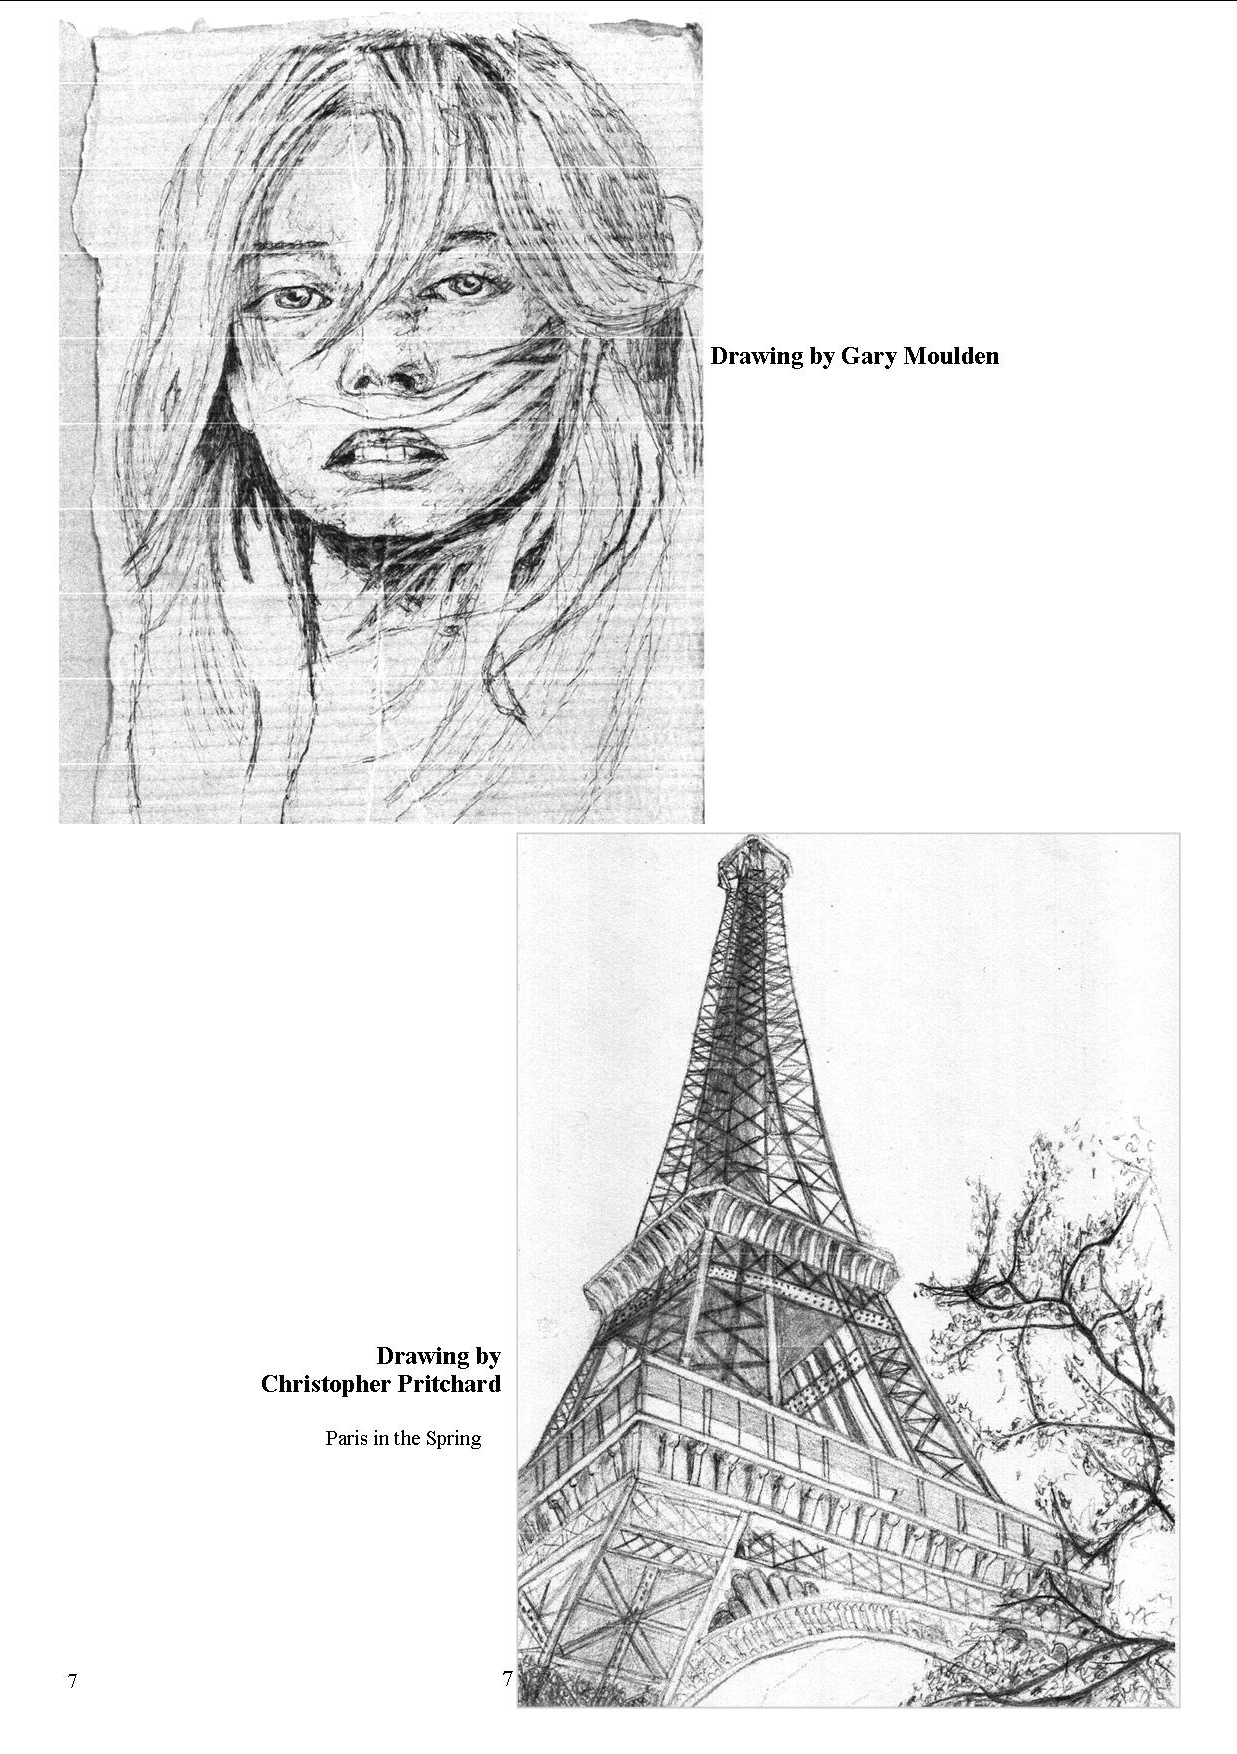 Drawing by Gary Moulden
Drawing by
Christopher Pritchard
Paris in the Spring
7
7